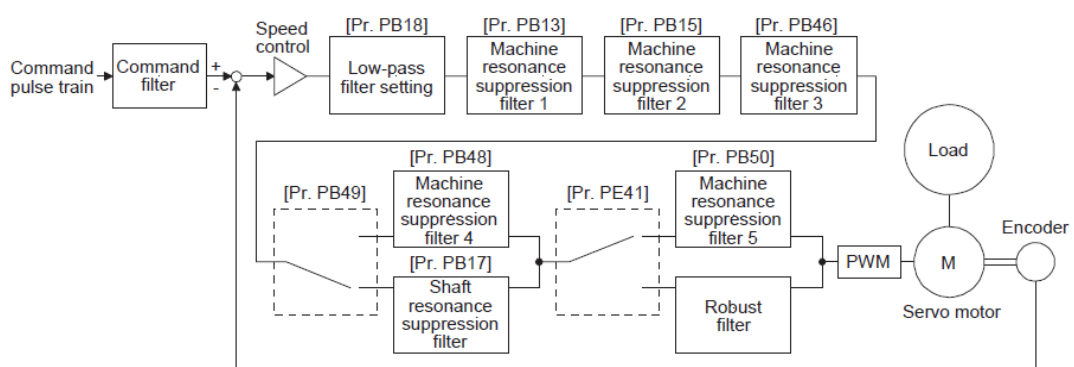 Speed
control
[Pr. PB18]
[Pr. PB13]
[Pr. PB15]
[Pr. PB46]
Command
pulse train
Command
filter
+
-
Low-pass
filter setting
Machine
resonance
suppression
filter 1
Machine
resonance
suppression
filter 2
Machine
resonance
suppression
filter 3
Load
[Pr. PB49]
[Pr. PB48]
Machine
resonance
suppression
filter 4
[Pr. PB17]
Shaft
resonance
suppression
filter
[Pr. PE41]
[Pr. PB50]
Machine
resonance
suppression
filter 5
Robust
filter
PWM
M
Servo motor
Encoder